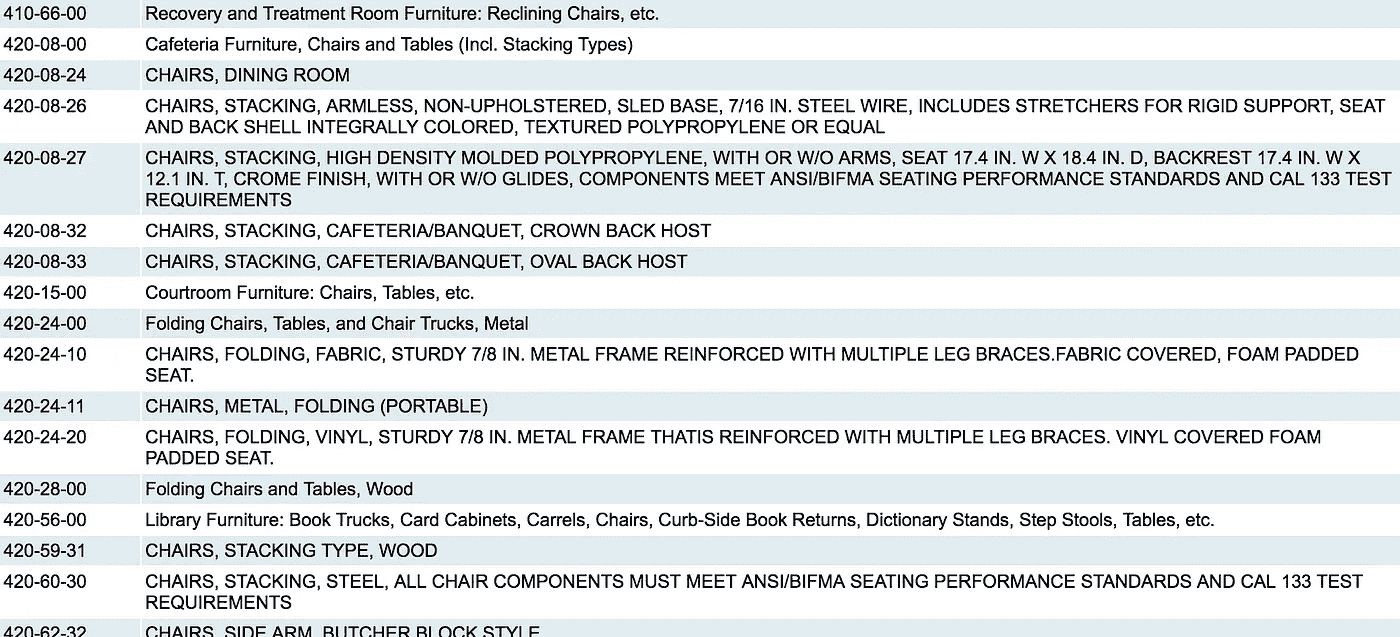 410-66-00 Recovery and Treatment Room Furniture: Reclining Chairs, etc.
420-08-00 Cafeteria Furniture, Chairs and Tables (Incl. Stacking Types)
420-08-24 CHAIRS, DINING ROOM
420-08-26 CHAIRS, STACKING, ARMLESS, NON-UPHOLSTERED, SLED BASE, 7/16 IN. STEEL WIRE, INCLUDES STRETCHERS FOR RIGID SUPPORT, SEAT
AND BACK SHELL INTEGRALLY COLORED, TEXTURED POLYPROPYLENE OR EQUAL
420-08-27 CHAIRS, STACKING, HIGH DENSITY MOLDED POLYPROPYLENE, WITH OR W/O ARMS, SEAT 17.4 IN. W X 18.4 IN. D, BACKREST 17.4 IN. W X
12.1 IN. T, CROME FINISH, WITH OR W/O GLIDES, COMPONENTS MEET ANSI/BIFMA SEATING PERFORMANCE STANDARDS AND CAL 133 TEST
REQUIREMENTS
420-08-32 CHAIRS, STACKING, CAFETERIA/BANQUET, CROWN BACK HOST
420-08-33 CHAIRS, STACKING, CAFETERIA/BANQUET, OVAL BACK HOST
420-15-00 Courtroom Furniture: Chairs, Tables, etc.
420-24-00 Folding Chairs, Tables, and Chair Trucks, Metal
420-24-10 CHAIRS, FOLDING, FABRIC, STURDY 7/8 IN. METAL FRAME REINFORCED WITH MULTIPLE LEG BRACES.FABRIC COVERED, FOAM PADDED
SEAT.
420-24-11 CHAIRS, METAL, FOLDING (PORTABLE)
420-24-20 CHAIRS, FOLDING, VINYL, STURDY 7/8 IN. METAL FRAME THATIS REINFORCED WITH MULTIPLE LEG BRACES. VINYL COVERED FOAM
PADDED SEAT.
420-28-00 Folding Chairs and Tables, Wood
420-56-00 Library Furniture: Book Trucks, Card Cabinets, Carrels, Chairs, Curb-Side Book Returns, Dictionary Stands, Step Stools, Tables, etc.
420-59-31 CHAIRS, STACKING TYPE, WOOD
420-60-30 CHAIRS, STACKING, STEEL, ALL CHAIR COMPONENTS MUST MEET ANSI/BIFMA SEATING PERFORMANCE STANDARDS AND CAL 133 TEST
REQUIREMENTS
420-62-32 CHAIRS, SIDE ARM, BUTCHER BLOCK STYLE